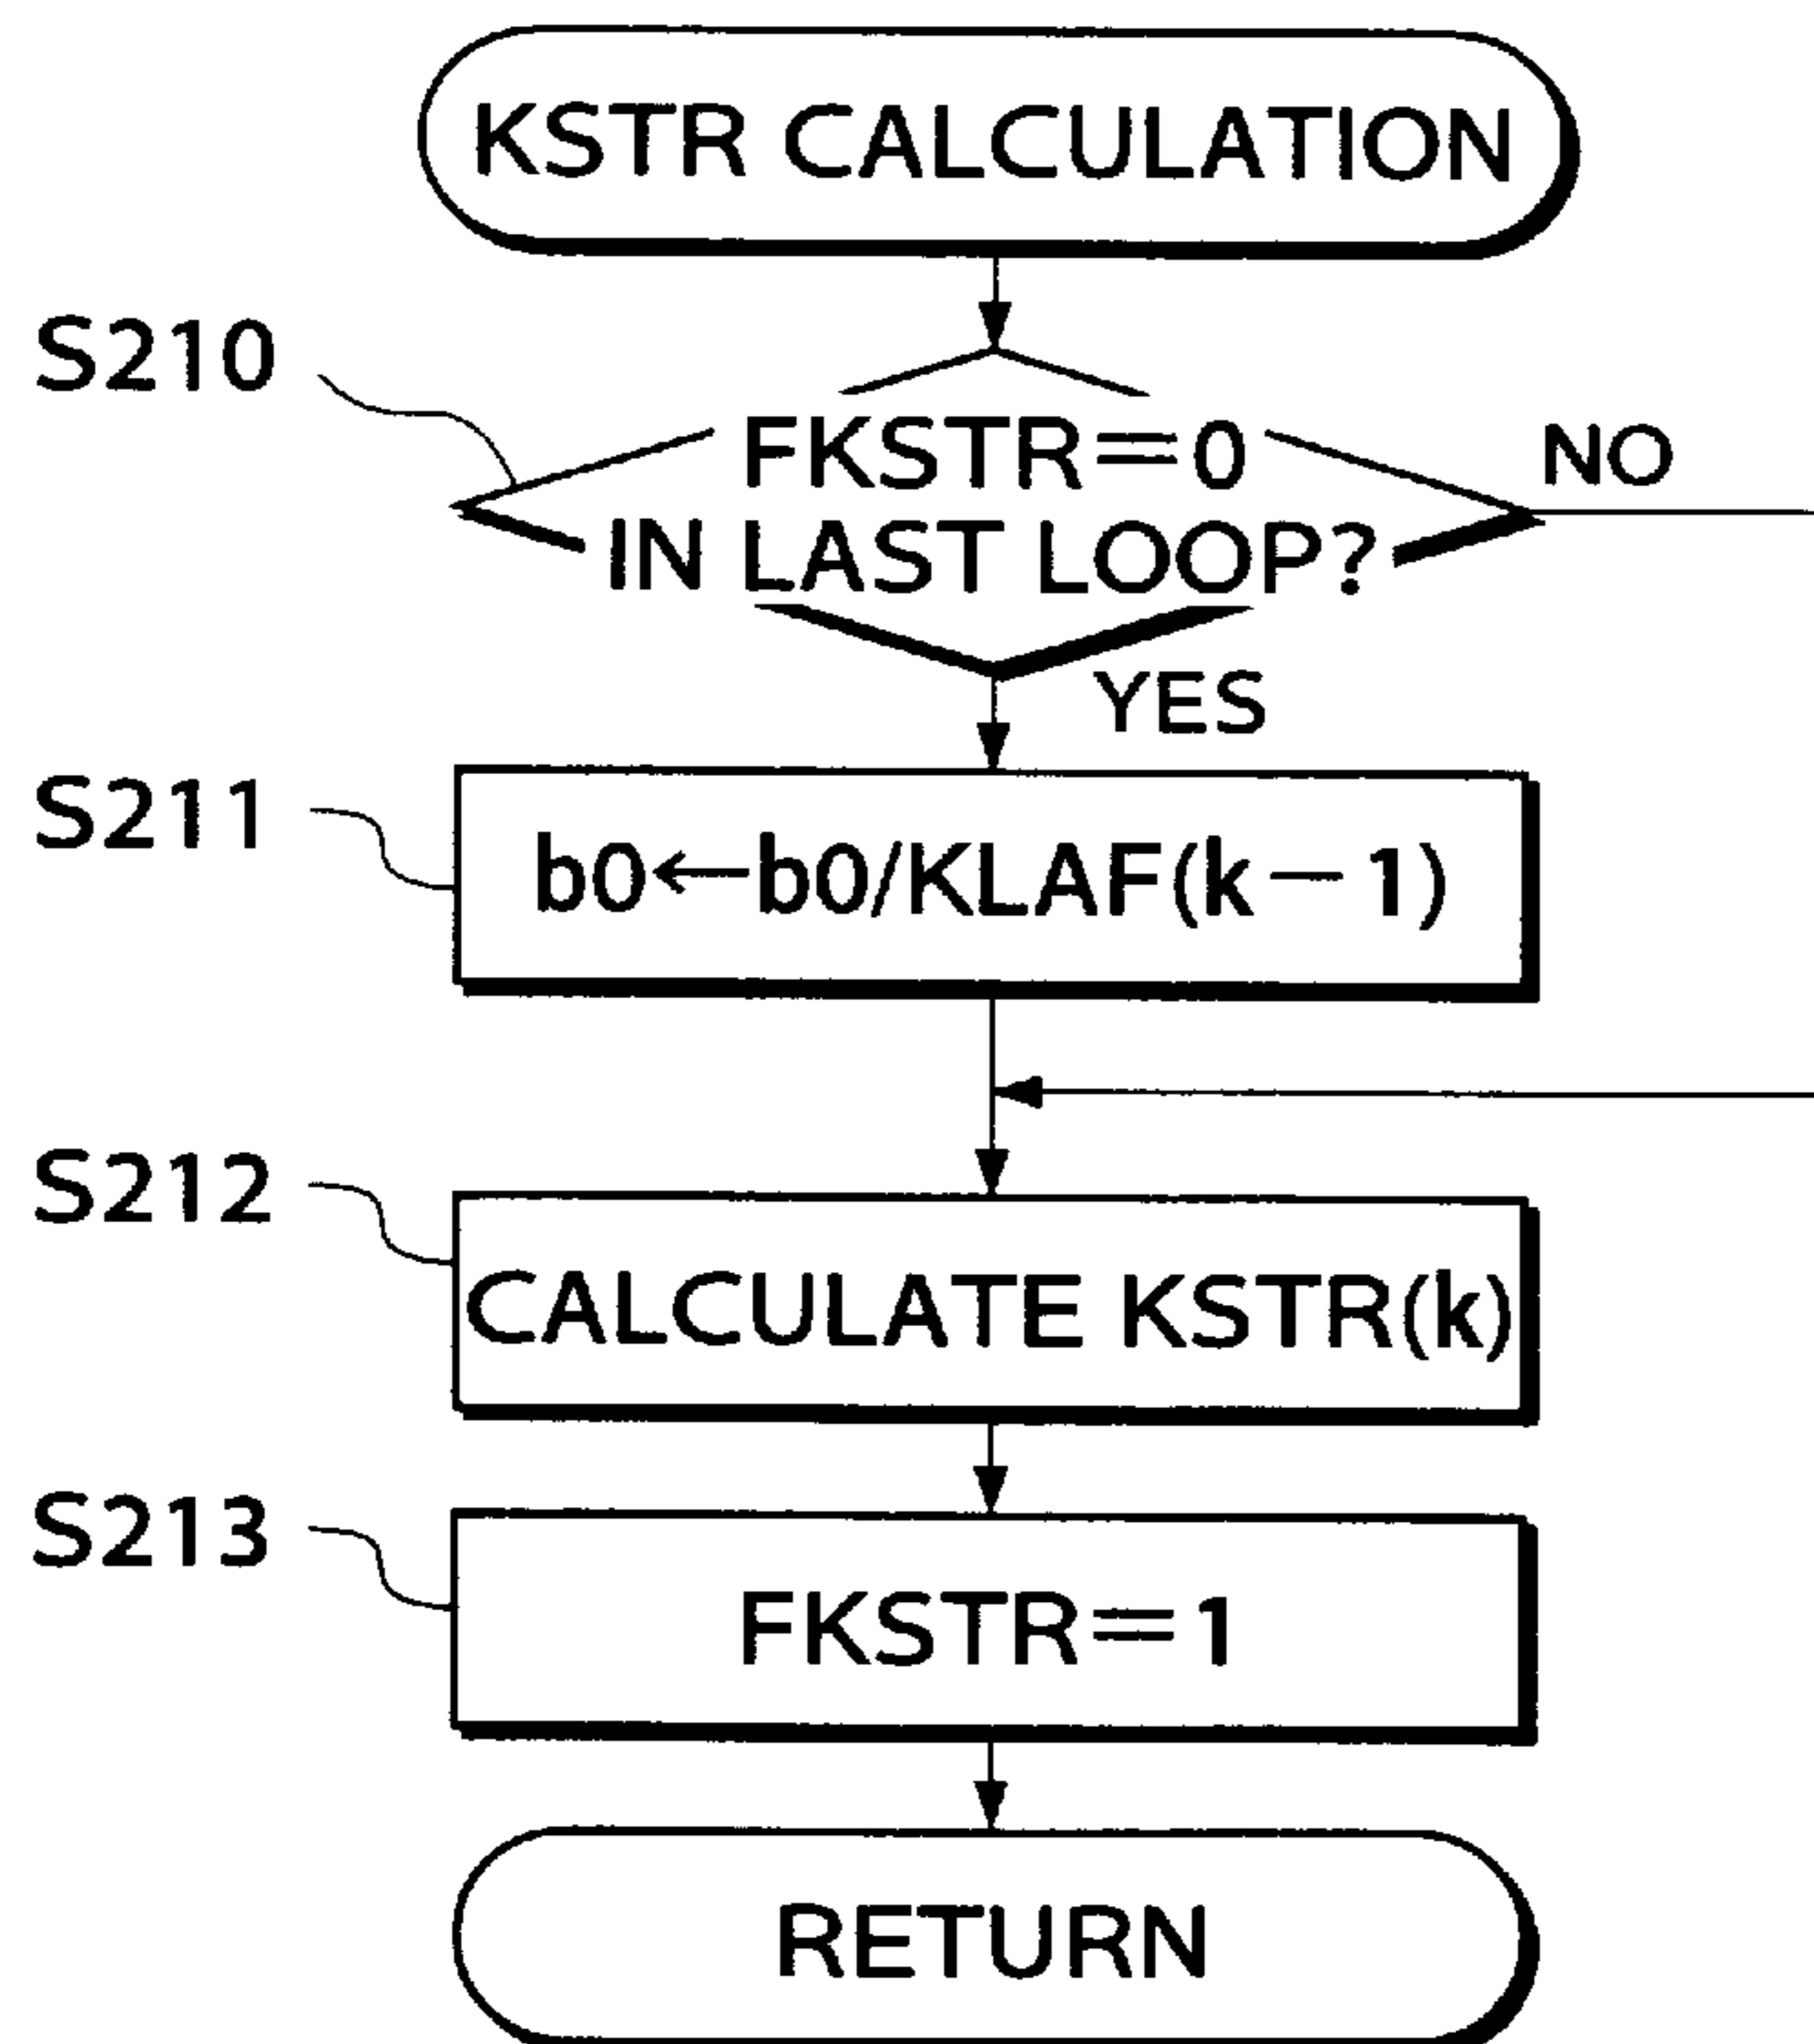 KSTR CALCULATION
S210
FKSTR=0
IN LAST LOOP?
NO
YES
S211
b0←b0/KLAF(k－1)
S212
CALCULATE KSTR(k)
S213
FKSTR=1
RETURN